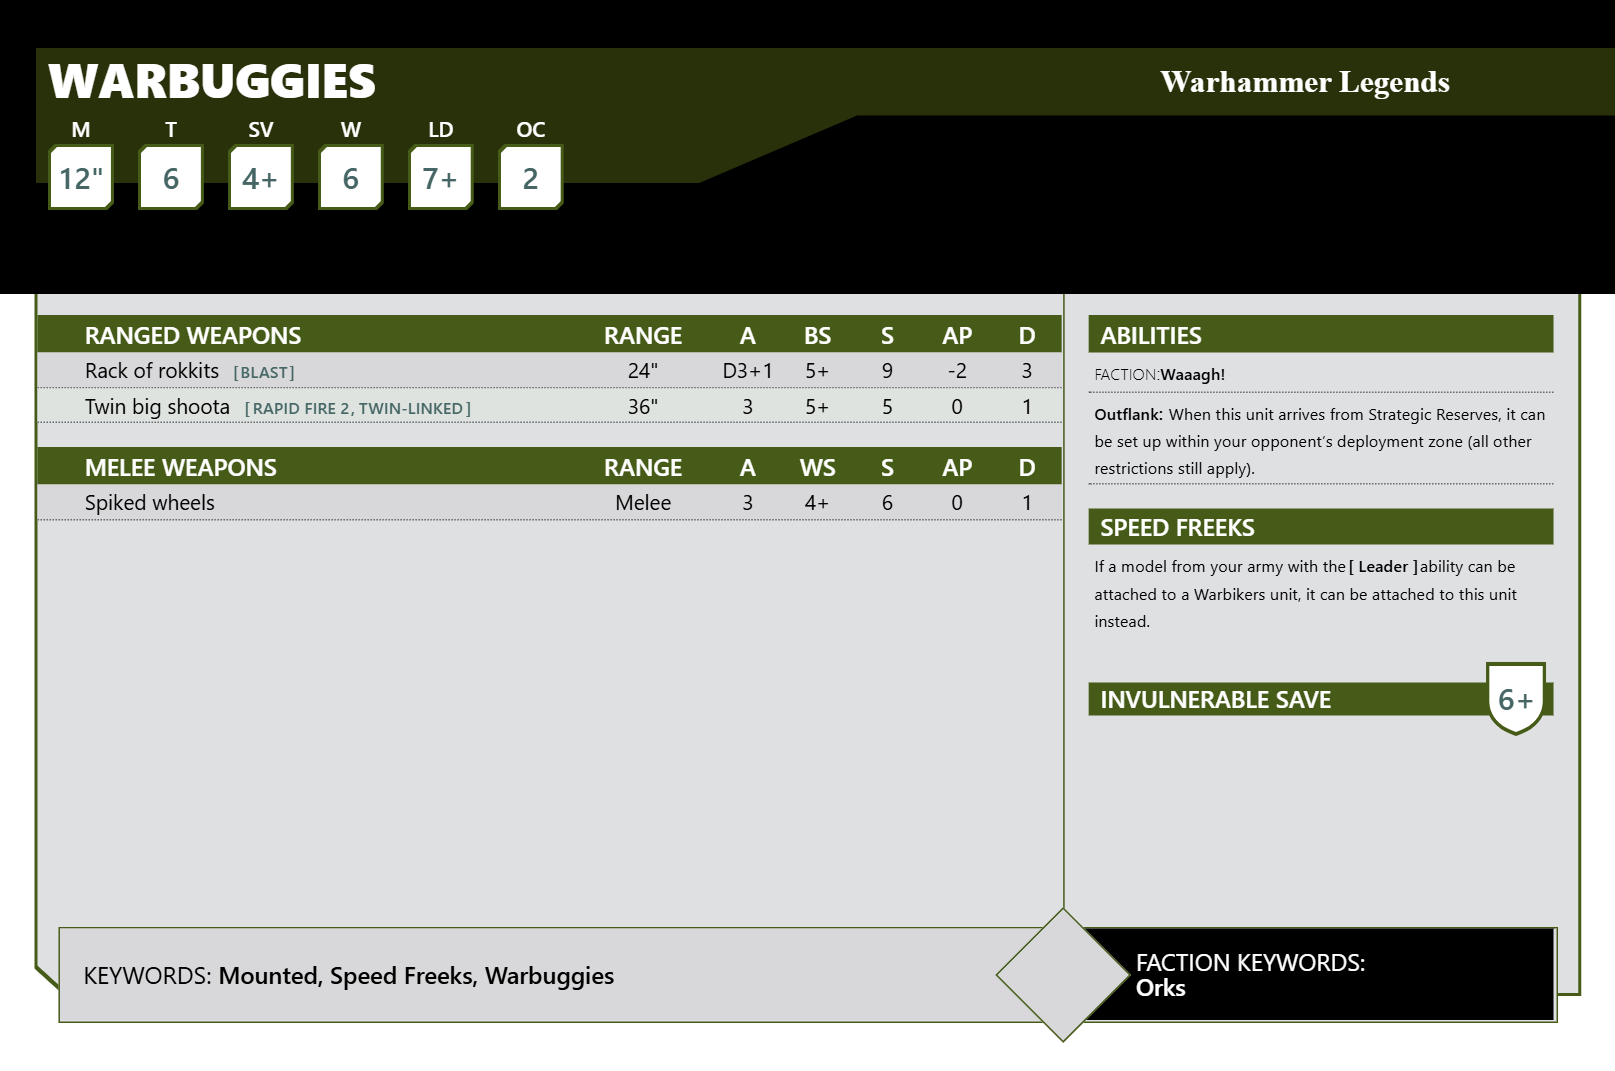 WARBUGGIES
Warhammer Legends
M T SV W LD OC
12" 6 4+ 6 7+ 2
RANGED WEAPONS RANGE A BS S AP D
Rack of rokkits [BLAST] 24" D3+1 5+ 9 -2 3
Twin big shoota [RAPID FIRE 2, TWIN-LINKED] 36" 3 5+ 5 0 1
MELEE WEAPONS RANGE A WS S AP D
Spiked wheels Melee 3 4+ 6 0 1
ABILITIES
FACTION:Waaagh!
Outflank: When this unit arrives from Strategic Reserves, it can
be set up within your opponent’s deployment zone (all other
restrictions still apply).
SPEED FREEKS
If a model from your army with the [ Leader ] ability can be
attached to a Warbikers unit, it can be attached to this unit
instead.
INVULNERABLE SAVE 6+
KEYWORDS: Mounted, Speed Freeks, Warbuggies
FACTION KEYWORDS:
Orks